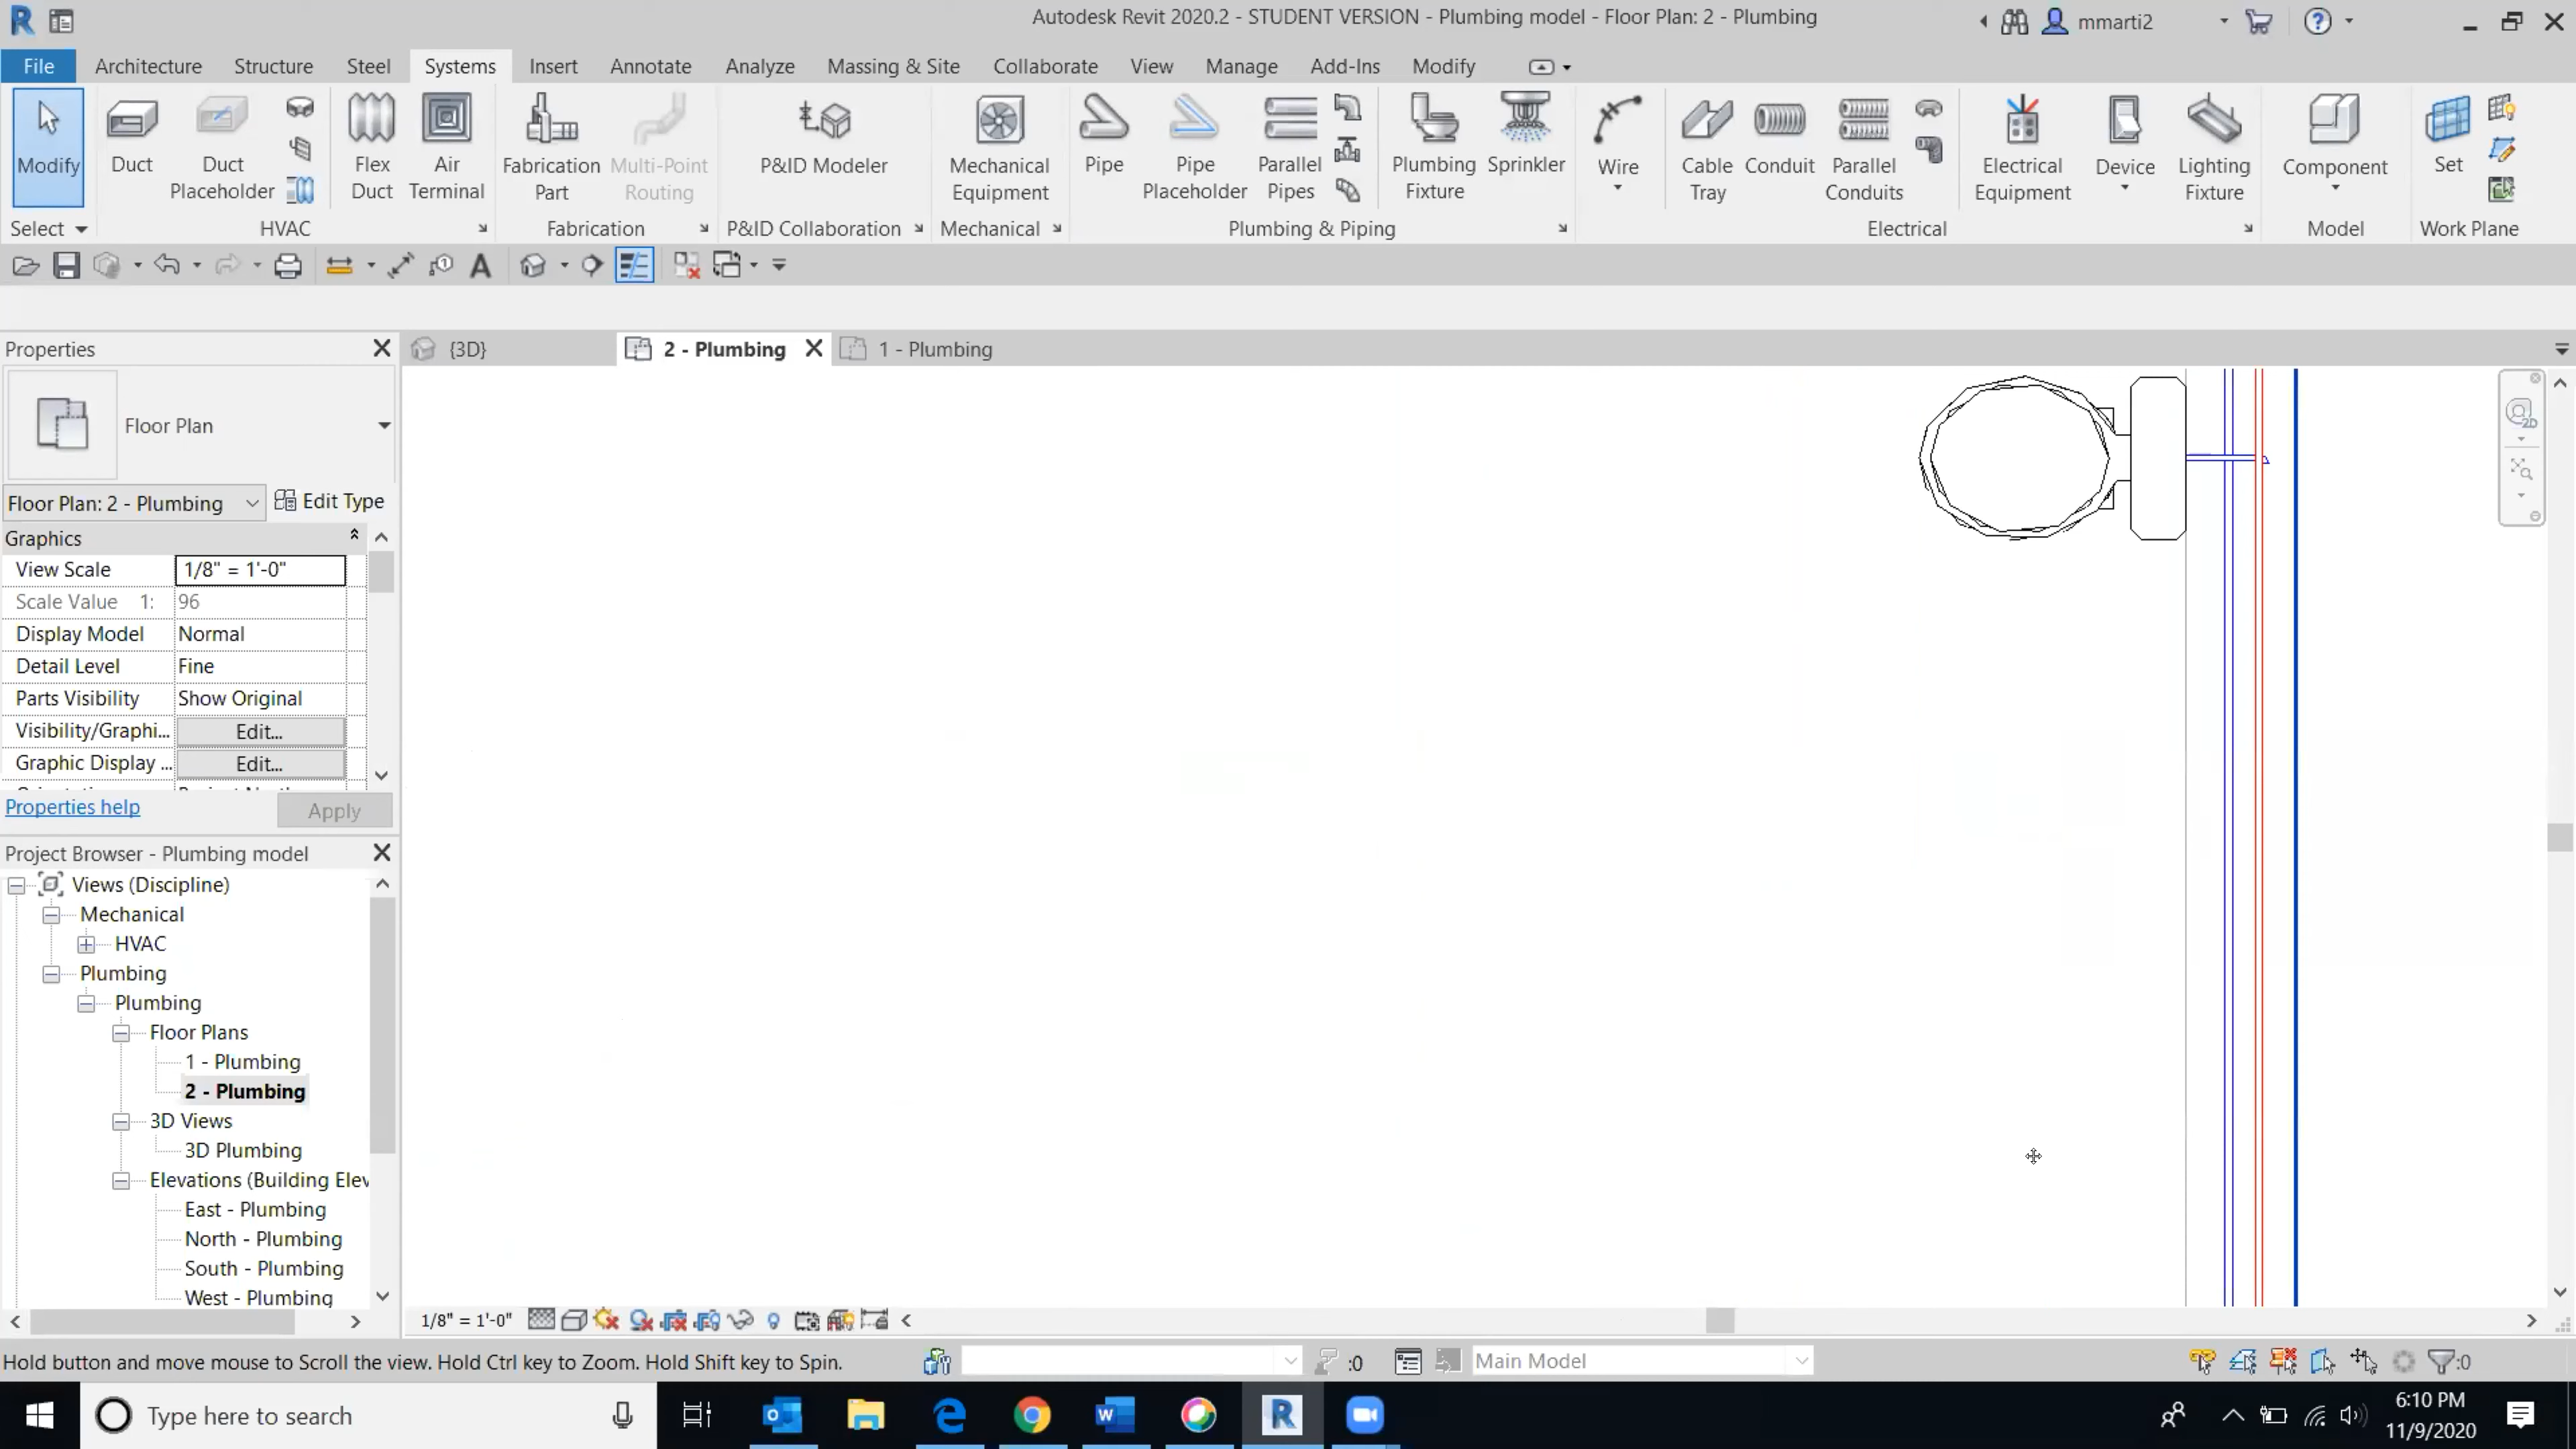 Autodesk Revit 2020.2 - STUDENT VERSION - Plumbing model - Floor Plan: 2 - Plumbing
mmarti2
File Architecture Structure Steel Systems Insert Annotate Analyze Massing & Site Collaborate View Manage Add-Ins Modify
Modify
Duct
Duct Placeholder
Flex Duct
Air Terminal
Fabrication Part
Multi-Point Routing
P&ID Modeler
Mechanical Equipment
Pipe
Pipe Placeholder
Parallel Pipes
Plumbing Fixture
Sprinkler
Wire
Cable Tray
Conduit
Parallel Conduits
Electrical Equipment
Device
Lighting Fixture
Component
Set
Select HVAC Fabrication P&ID Collaboration Mechanical Plumbing & Piping Electrical Model Work Plane
Properties
{3D} 2 - Plumbing 1 - Plumbing
Floor Plan
Floor Plan: 2 - Plumbing Edit Type
Graphics
View Scale 1/8" = 1'-0"
Scale Value 1: 96
Display Model Normal
Detail Level Fine
Parts Visibility Show Original
Visibility/Graphi... Edit...
Graphic Display ... Edit...
Properties help Apply
Project Browser - Plumbing model
Views (Discipline)
Mechanical
HVAC
Plumbing
Plumbing
Floor Plans
1 - Plumbing
2 - Plumbing
3D Views
3D Plumbing
Elevations (Building Elev
East - Plumbing
North - Plumbing
South - Plumbing
West - Plumbing
2D
1/8" = 1'-0"
Hold button and move mouse to Scroll the view. Hold Ctrl key to Zoom. Hold Shift key to Spin.
:0
Main Model
:0
Type here to search
6:10 PM
11/9/2020